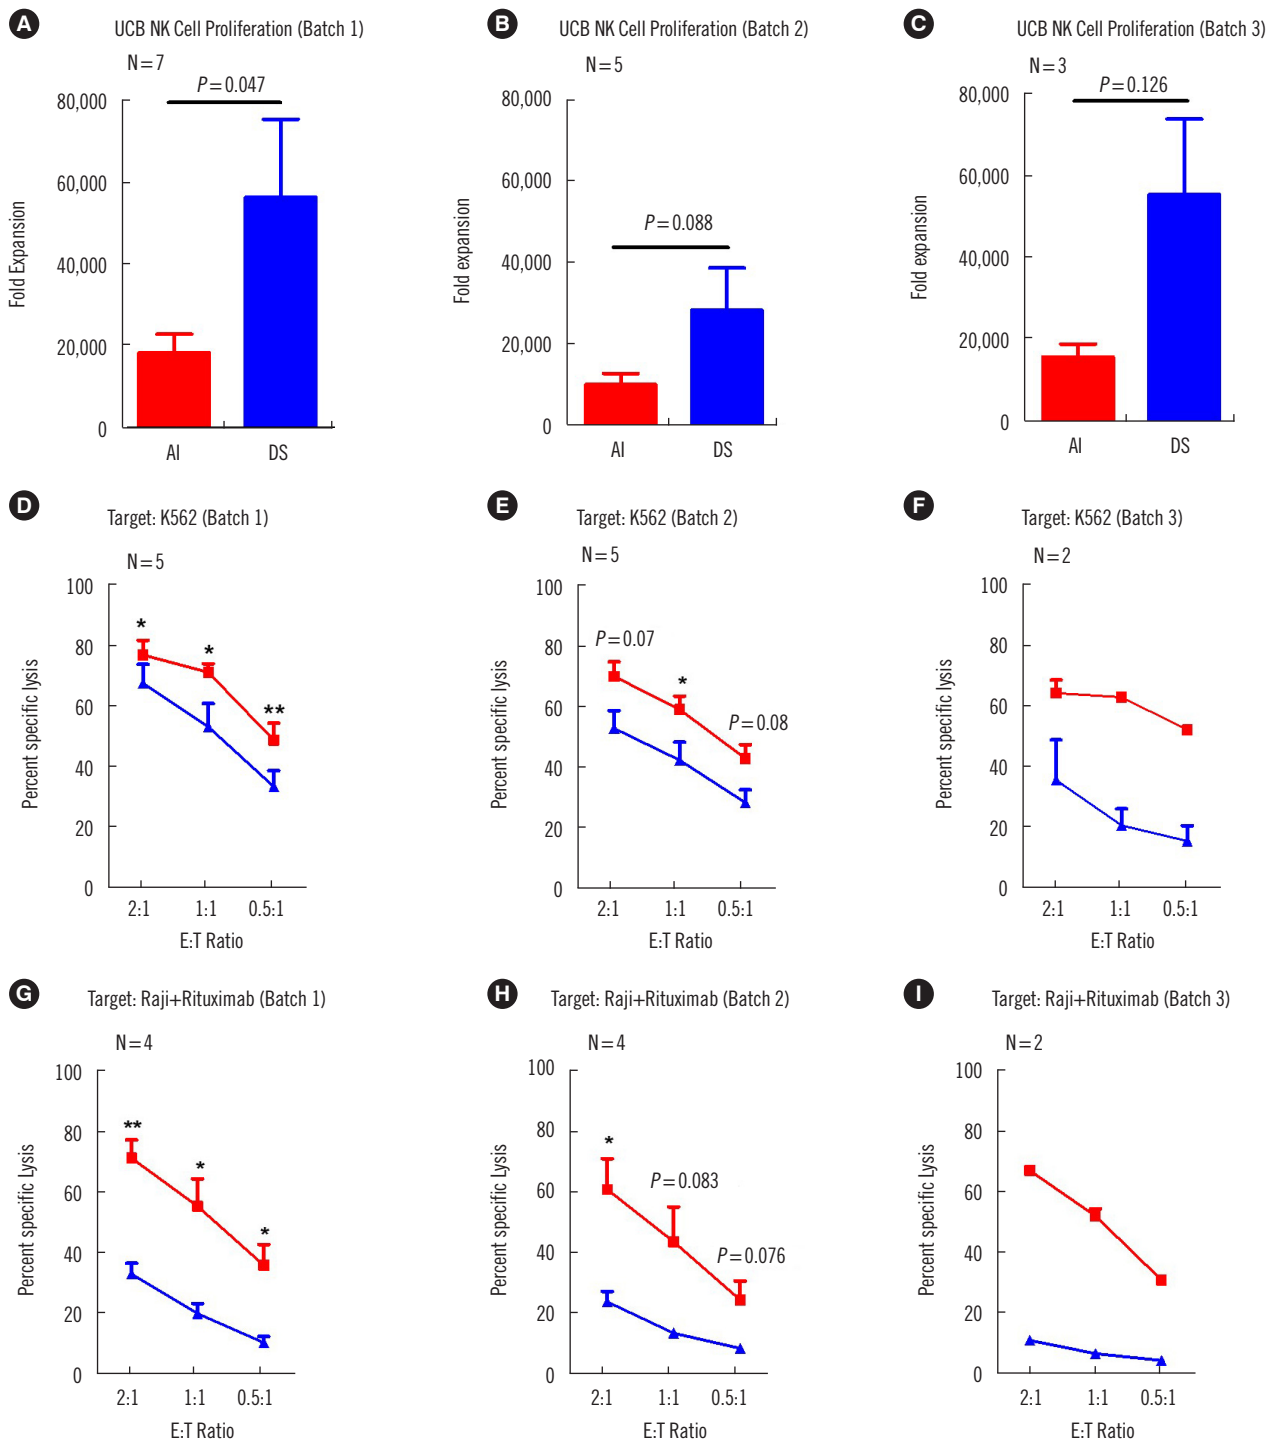 A
UCB NK Cell Proliferation (Batch 1)
N=7
P=0.047
80,000
60,000
40,000
20,000
0
Fold Expansion
AI
DS
B
UCB NK Cell Proliferation (Batch 2)
N=5
P=0.088
80,000
60,000
40,000
20,000
0
Fold expansion
AI
DS
C
UCB NK Cell Proliferation (Batch 3)
N=3
P=0.126
80,000
60,000
40,000
20,000
0
Fold expansion
AI
DS
D
Target: K562 (Batch 1)
N=5
100
80
60
40
20
0
Percent specific lysis
*
*
**
2:1
1:1
0.5:1
E:T Ratio
E
Target: K562 (Batch 2)
N=5
100
80
60
40
20
0
Percent specific lysis
P=0.07
*
P=0.08
2:1
1:1
0.5:1
E:T Ratio
F
Target: K562 (Batch 3)
N=2
100
80
60
40
20
0
Percent specific lysis
2:1
1:1
0.5:1
E:T Ratio
G
Target: Raji+Rituximab (Batch 1)
N=4
100
80
60
40
20
0
Percent specific Lysis
**
*
*
2:1
1:1
0.5:1
E:T Ratio
H
Target: Raji+Rituximab (Batch 2)
N=4
100
80
60
40
20
0
Percent specific Lysis
*
P=0.083
P=0.076
2:1
1:1
0.5:1
E:T Ratio
I
Target: Raji+Rituximab (Batch 3)
N=2
100
80
60
40
20
0
Percent specific Lysis
2:1
1:1
0.5:1
E:T Ratio